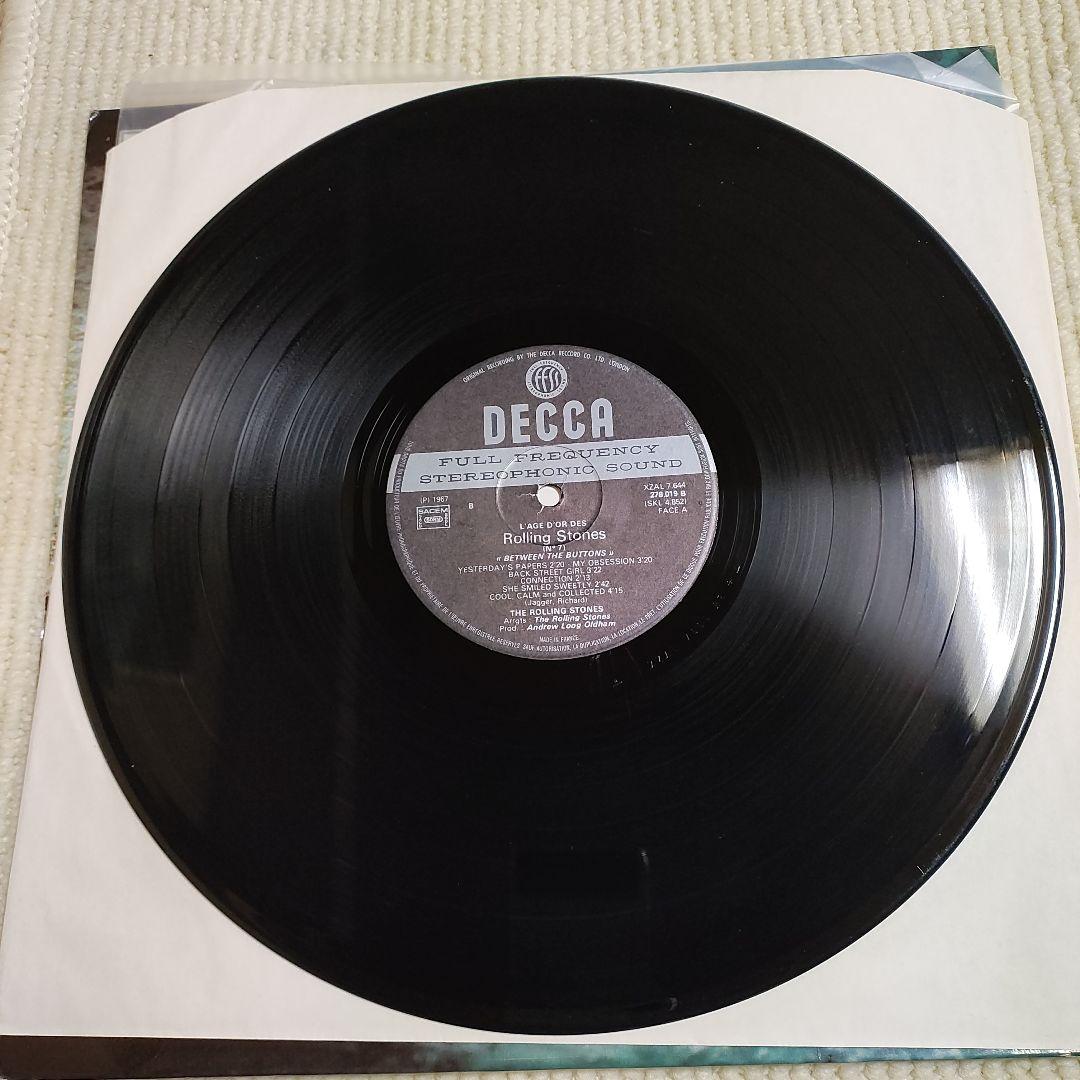 ORIGINAL RECORDING BY THE DECCA RECCORD CO. LTD. LONDON
FFSS
DECCA
FULL FREQUENCY
STEREOPHONIC SOUND
(P) 1967
B
SACEM
XZAL 7.644
278.019 B
(SKL 4.852)
FACE A
L'AGE D'OR DES
Rolling Stones
(N° 7)
« BETWEEN THE BUTTONS »
YESTERDAY'S PAPERS 2'20 - MY OBSESSION 3'20
BACK STREET GIRL 3'22
CONNECTION 2'13
SHE SMILED SWEETLY 2'42
COOL, CALM and COLLECTED 4'15
(Jagger, Richard)
THE ROLLING STONES
Arrgts : The Rolling Stones
Prod. : Andrew Loog Oldham
MADE IN FRANCE